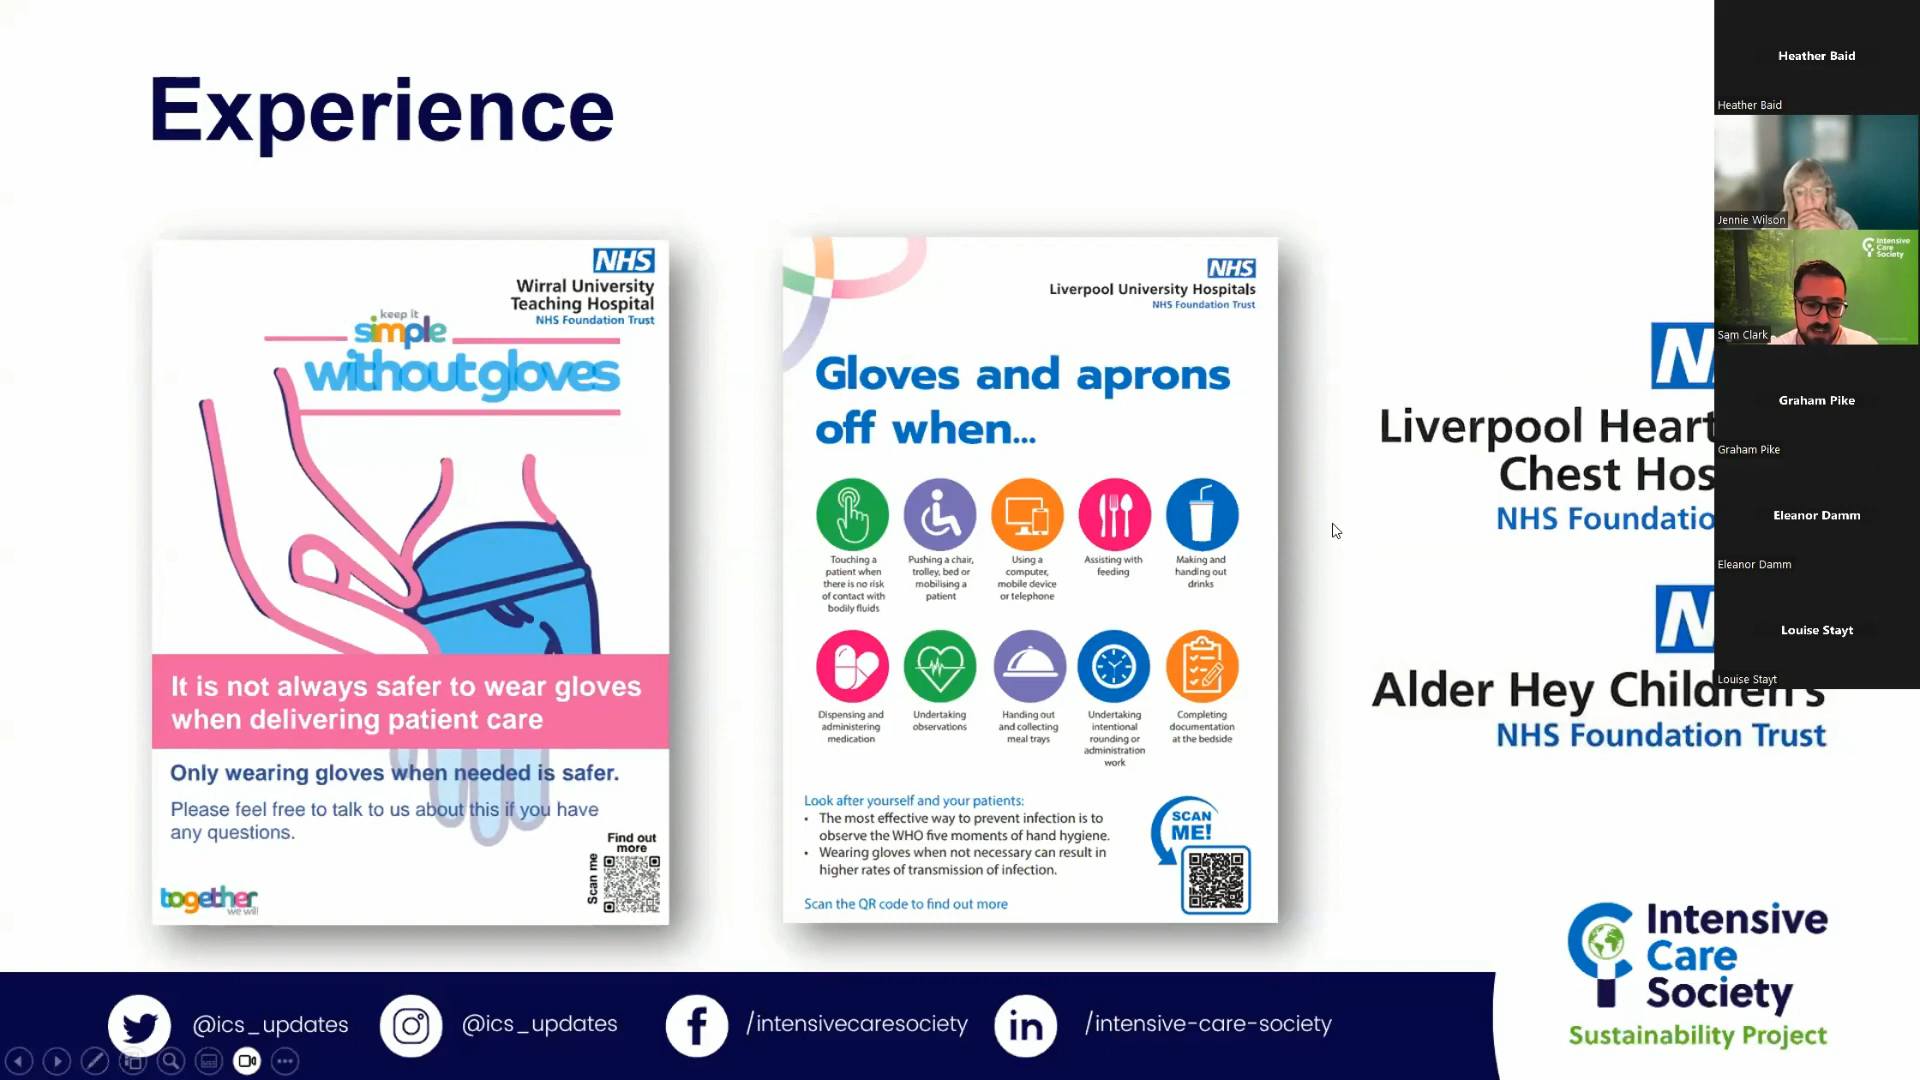 Experience
NHS
Wirral University
Teaching Hospital
NHS Foundation Trust
keep it
simple
withoutgloves
It is not always safer to wear gloves
when delivering patient care
Only wearing gloves when needed is safer.
Please feel free to talk to us about this if you have
any questions.
Find out
more
Scan me
together
we will
NHS
Liverpool University Hospitals
NHS Foundation Trust
Gloves and aprons
off when...
Touching a
patient when
there is no risk
of contact with
bodily fluids
Pushing a chair,
trolley, bed or
mobilising a
patient
Using a
computer,
mobile device
or telephone
Assisting with
feeding
Making and
handing out
drinks
Dispensing and
administering
medication
Undertaking
observations
Handing out
and collecting
meal trays
Undertaking
intentional
rounding or
administration
work
Completing
documentation
at the bedside
Look after yourself and your patients:
• The most effective way to prevent infection is to
observe the WHO five moments of hand hygiene.
• Wearing gloves when not necessary can result in
higher rates of transmission of infection.
SCAN
ME!
Scan the QR code to find out more
Liverpool Heart
Chest Hos
NHS Foundatio
Alder Hey Children's
NHS Foundation Trust
Heather Baid
Heather Baid
Jennie Wilson
Intensive
Care
Society
Sam Clark
Graham Pike
Graham Pike
Eleanor Damm
Eleanor Damm
Louise Stayt
Louise Stayt
Intensive
Care
Society
Sustainability Project
@ics_updates
@ics_updates
/intensivecaresociety
in
/intensive-care-society